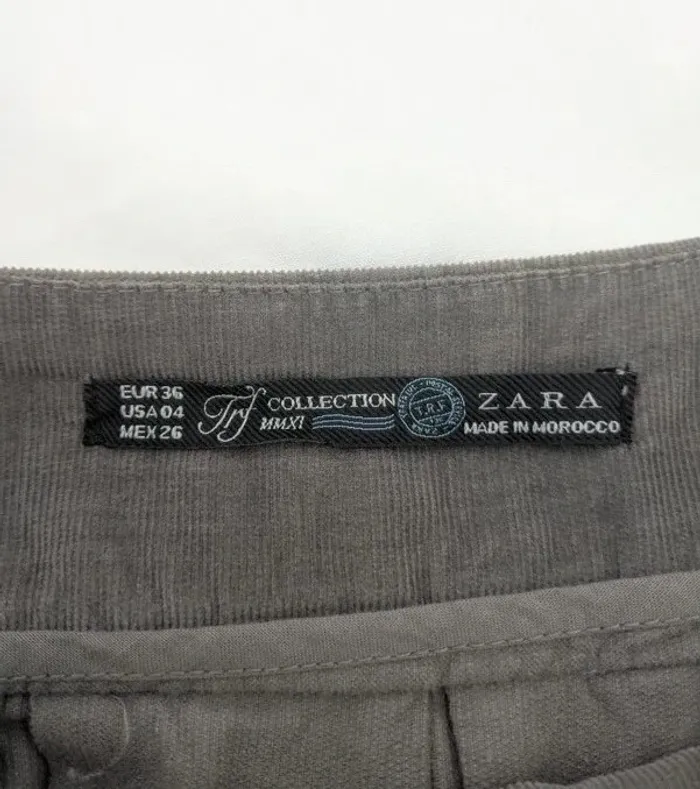 EUR 36
USA 04
MEX 26
Trf COLLECTION
MMXI
T.R.F
ZARA
MADE IN MOROCCO